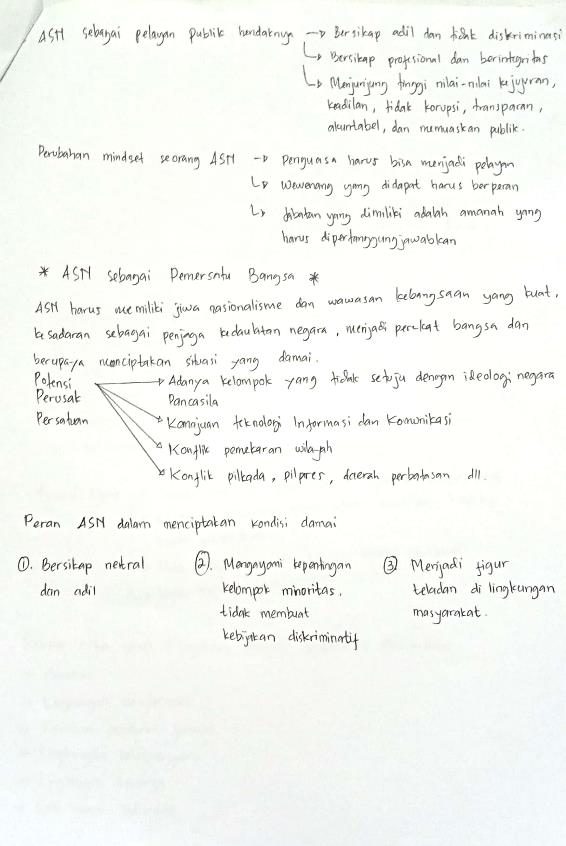 ASN sebagai pelayan publik hendaknya → Bersikap adil dan tidak diskriminasi
↳ Bersikap profesional dan berintegritas
↳ Menjunjung tinggi nilai-nilai kejujuran,
keadilan, tidak korupsi, transparan,
akuntabel, dan memuaskan publik.
Perubahan mindset seorang ASN → Penguasa harus bisa menjadi pelayan
↳ Wewenang yang didapat harus berperan
↳ Jabatan yang dimiliki adalah amanah yang
harus dipertanggungjawabkan
* ASN sebagai Pemersatu Bangsa *
ASN harus memiliki jiwa nasionalisme dan wawasan kebangsaan yang kuat,
kesadaran sebagai penjaga kedaulatan negara, menjadi perekat bangsa dan
berupaya menciptakan situasi yang damai.
Potensi Perusak Persatuan → Adanya kelompok yang tidak setuju dengan ideologi negara
Pancasila
→ Kemajuan teknologi Informasi dan Komunikasi
→ Konflik pemekaran wilayah
→ Konflik pilkada, pilpres, daerah perbatasan dll.
Peran ASN dalam menciptakan kondisi damai
①. Bersikap netral
dan adil
②. Mengayomi kepentingan
kelompok minoritas,
tidak membuat
kebijakan diskriminatif
③ Menjadi figur
teladan di lingkungan
masyarakat.